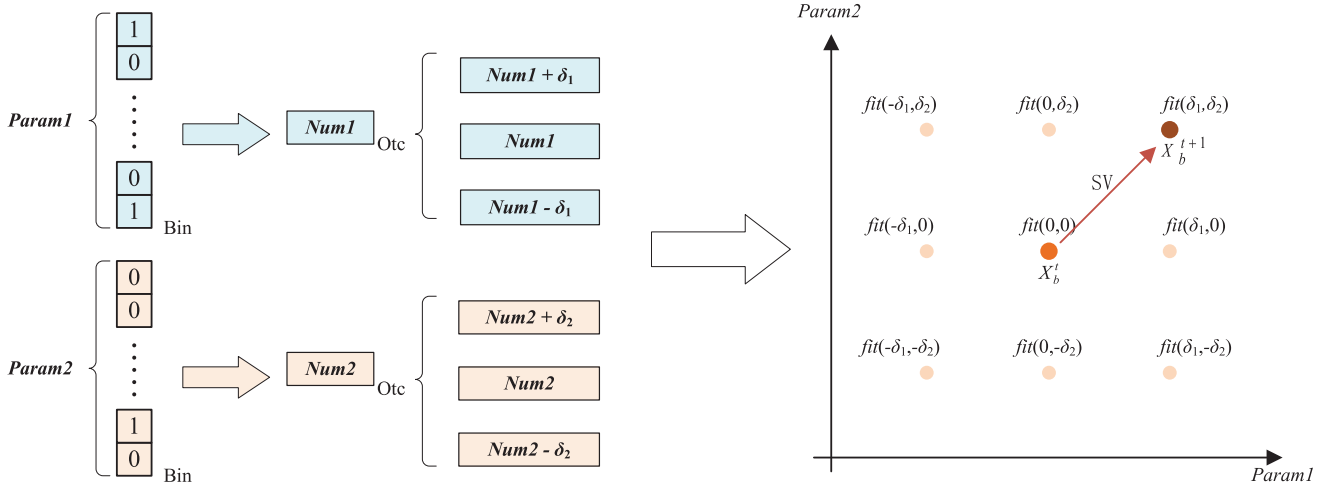 Param1
1
0
0
1
Bin
Num1
Otc
Num1 + δ₁
Num1
Num1 - δ₁
Param2
0
0
1
0
Bin
Num2
Otc
Num2 + δ₂
Num2
Num2 - δ₂
Param2
fit(-δ₁,δ₂) fit(0,δ₂) fit(δ₁,δ₂)
X_b^{t+1}
SV
fit(-δ₁,0) fit(0,0) fit(δ₁,0)
X_b^t
fit(-δ₁,-δ₂) fit(0,-δ₂) fit(δ₁,-δ₂)
Param1